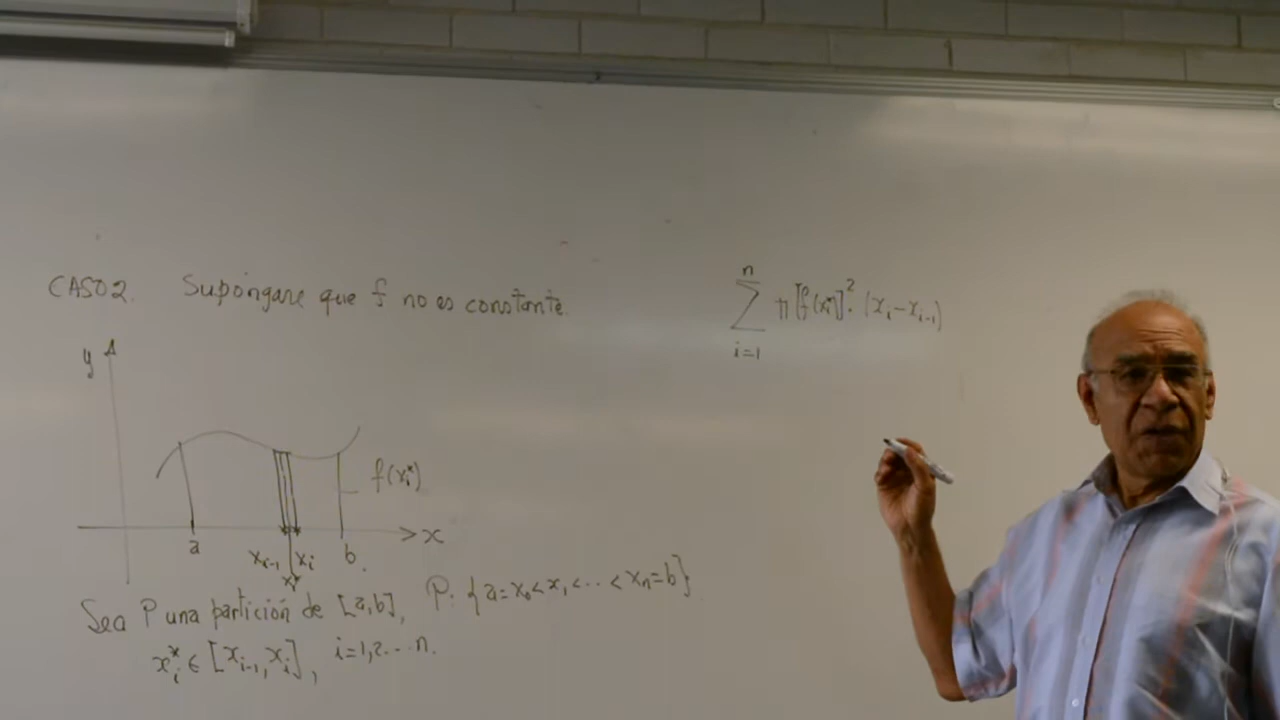 CASO 2. Supóngase que f no es constante.
n
∑ π[f(xᵢ*)]². (xᵢ-xᵢ₋₁)
i=1
y
f(xᵢ*)
x
a xᵢ₋₁ xᵢ b
xᵢ*
Sea P una partición de [a,b], P: {a=x₀<x₁<...<xₙ=b}.
xᵢ* ∈ [xᵢ₋₁, xᵢ], i=1,2...n.